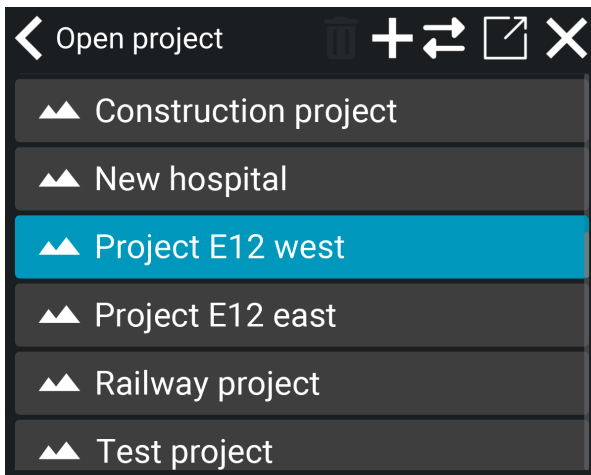 Open project
Construction project
New hospital
Project E12 west
Project E12 east
Railway project
Test project